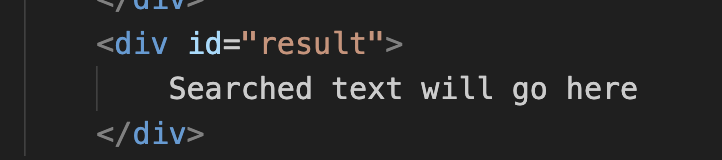 </div>
<div id="result">
Searched text will go here
</div>